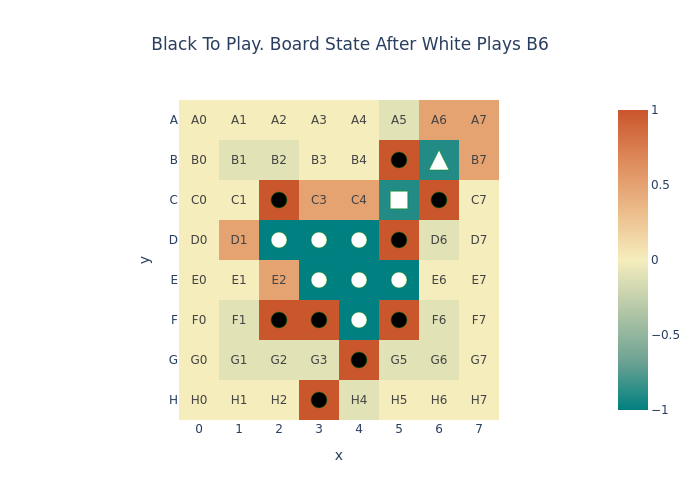 Black To Play. Board State After White Plays B6
A A0 A1 A2 A3 A4 A5 A6 A7 1
B B0 B1 B2 B3 B4 B7
0.5
C C0 C1 C3 C4 C7
D D0 D1 D6 D7 0
y
E E0 E1 E2 E6 E7
F F0 F1 F6 F7 −0.5
G G0 G1 G2 G3 G5 G6 G7
H H0 H1 H2 H4 H5 H6 H7 −1
0 1 2 3 4 5 6 7
x